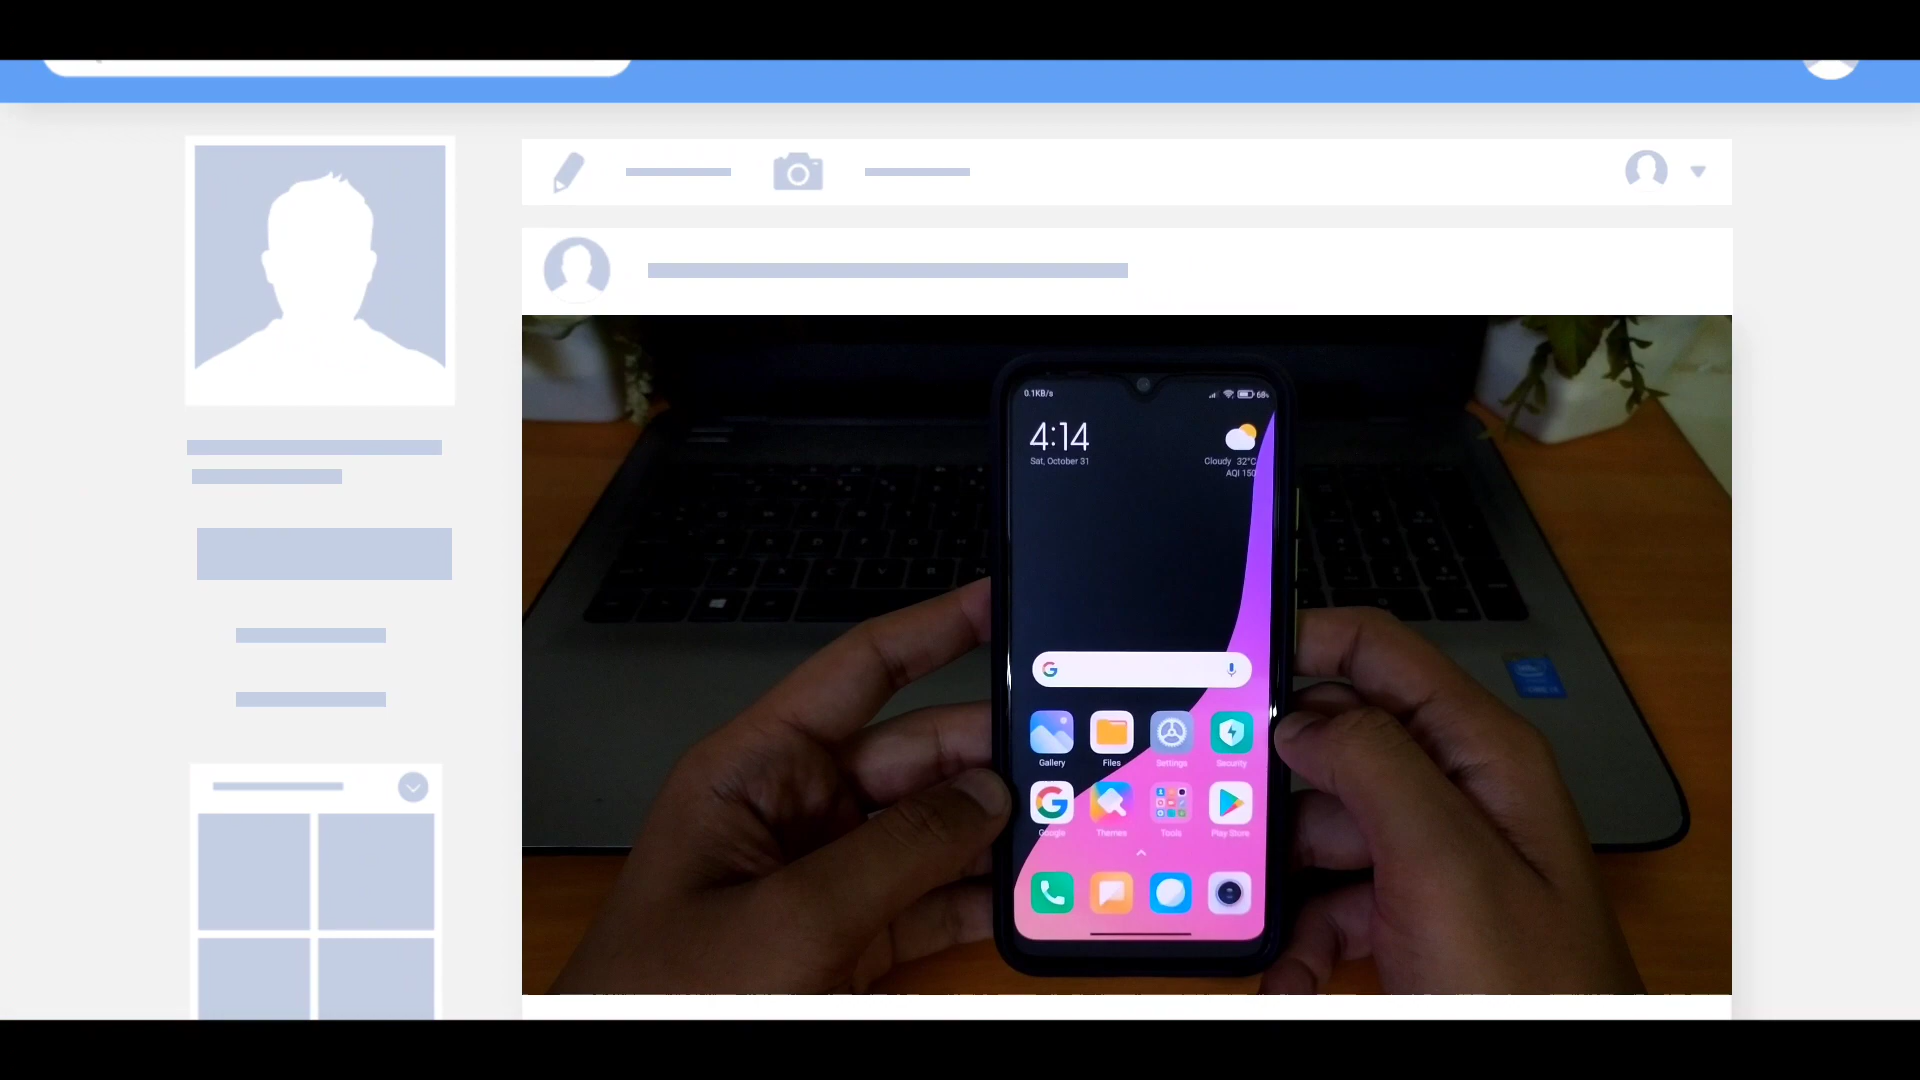 0.1KB/s
68%
4:14
Sat, October 31
Cloudy 32°C
AQI 150
Gallery
Files
Settings
Security
Google
Themes
Tools
Play Store